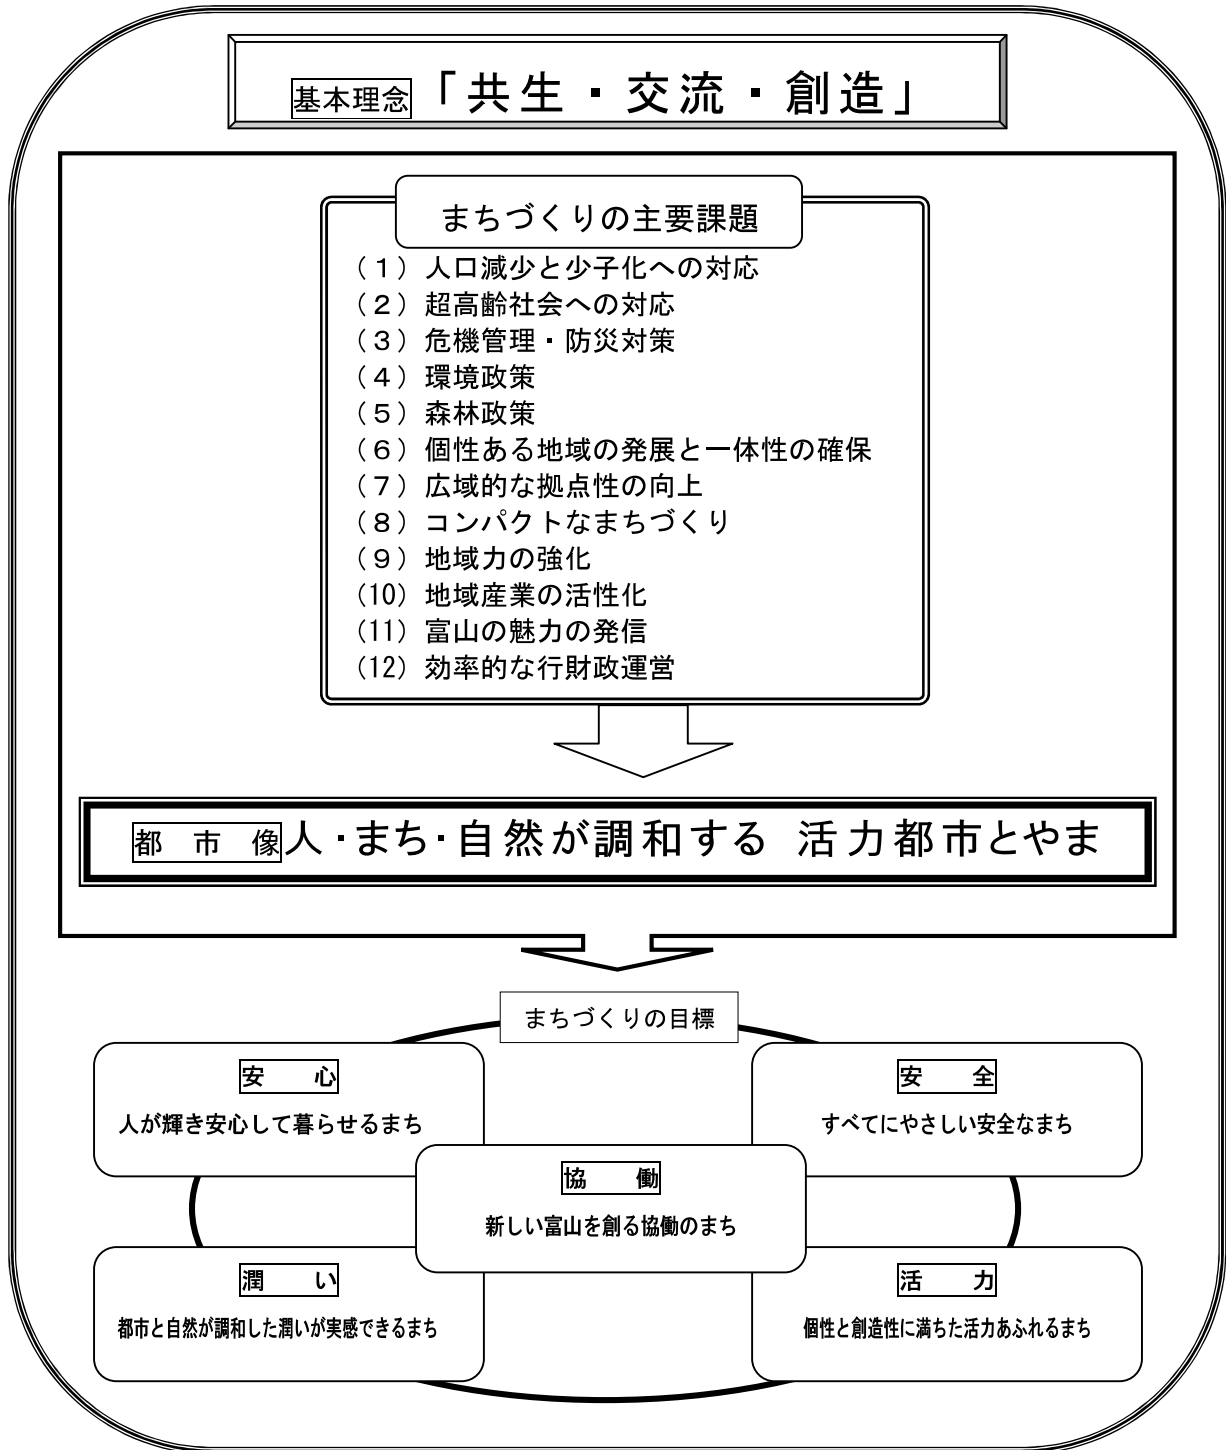 基本理念「共生・交流・創造」
まちづくりの主要課題
（１）人口減少と少子化への対応
（２）超高齢社会への対応
（３）危機管理・防災対策
（４）環境政策
（５）森林政策
（６）個性ある地域の発展と一体性の確保
（７）広域的な拠点性の向上
（８）コンパクトなまちづくり
（９）地域力の強化
（10）地域産業の活性化
（11）富山の魅力の発信
（12）効率的な行財政運営
都　市　像 人・まち・自然が調和する 活力都市とやま
まちづくりの目標
安　心
人が輝き安心して暮らせるまち
安　全
すべてにやさしい安全なまち
協　働
新しい富山を創る協働のまち
潤　い
都市と自然が調和した潤いが実感できるまち
活　力
個性と創造性に満ちた活力あふれるまち